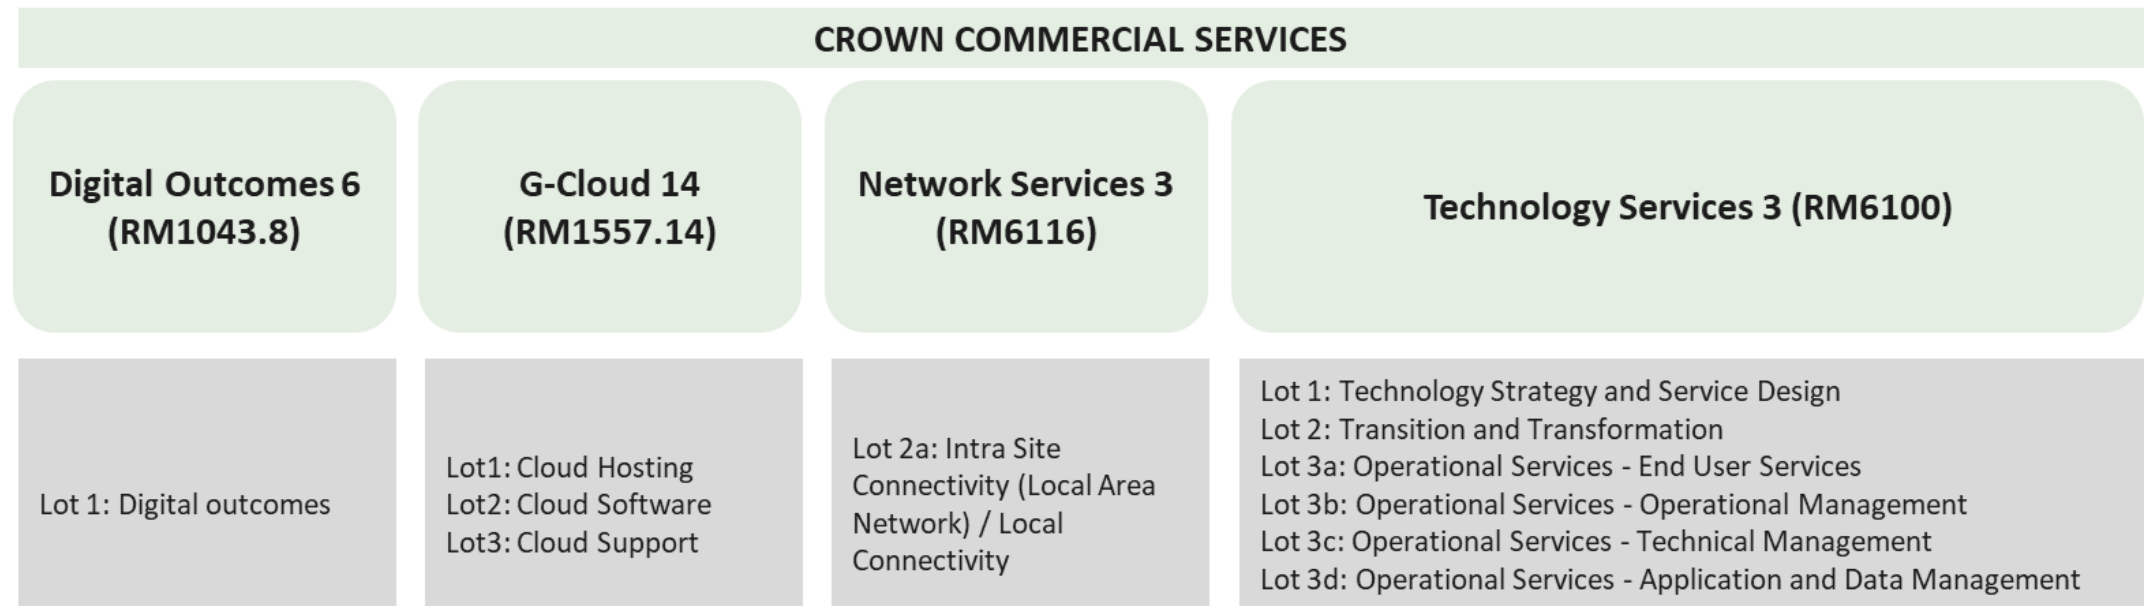 CROWN COMMERCIAL SERVICES
Digital Outcomes 6
(RM1043.8)
G-Cloud 14
(RM1557.14)
Network Services 3
(RM6116)
Technology Services 3 (RM6100)
Lot 1: Digital outcomes
Lot1: Cloud Hosting
Lot2: Cloud Software
Lot3: Cloud Support
Lot 2a: Intra Site
Connectivity (Local Area
Network) / Local
Connectivity
Lot 1: Technology Strategy and Service Design
Lot 2: Transition and Transformation
Lot 3a: Operational Services - End User Services
Lot 3b: Operational Services - Operational Management
Lot 3c: Operational Services - Technical Management
Lot 3d: Operational Services - Application and Data Management